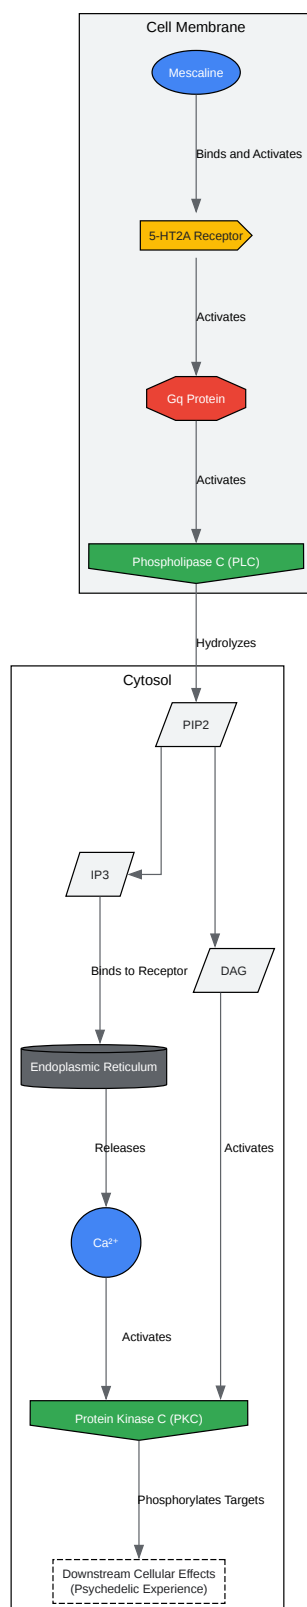 Cell Membrane
Mescaline
Binds and Activates
5-HT2A Receptor
Activates
Gq Protein
Activates
Phospholipase C (PLC)
Hydrolyzes
Cytosol
PIP2
IP3
DAG
Binds to Receptor
Endoplasmic Reticulum
Releases
Activates
Ca²⁺
Activates
Protein Kinase C (PKC)
Phosphorylates Targets
Downstream Cellular Effects
(Psychedelic Experience)